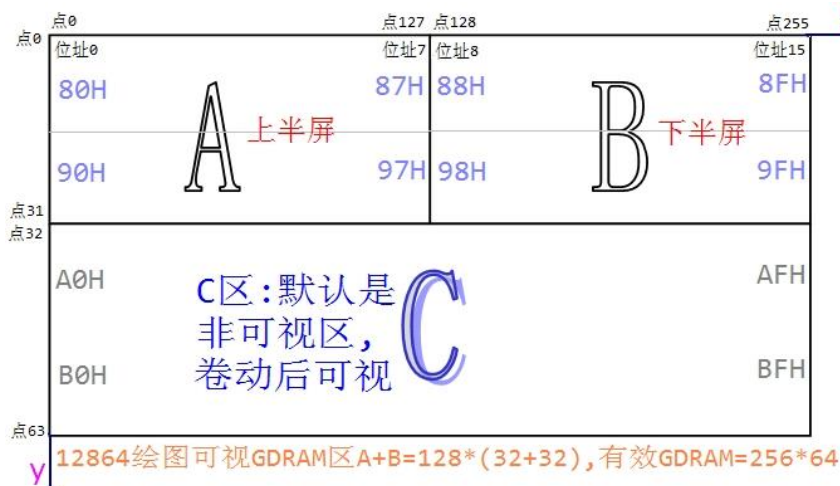 点0 点127 点128 点255
点0
位址0 位址7 位址8 位址15
80H 87H 88H 8FH
A 上半屏 B 下半屏
90H 97H 98H 9FH
点31
点32
A0H AFH
C区:默认是
非可视区,
卷动后可视
C
B0H BFH
点63
y
12864绘图可视GDRAM区A+B=128*(32+32),有效GDRAM=256*64